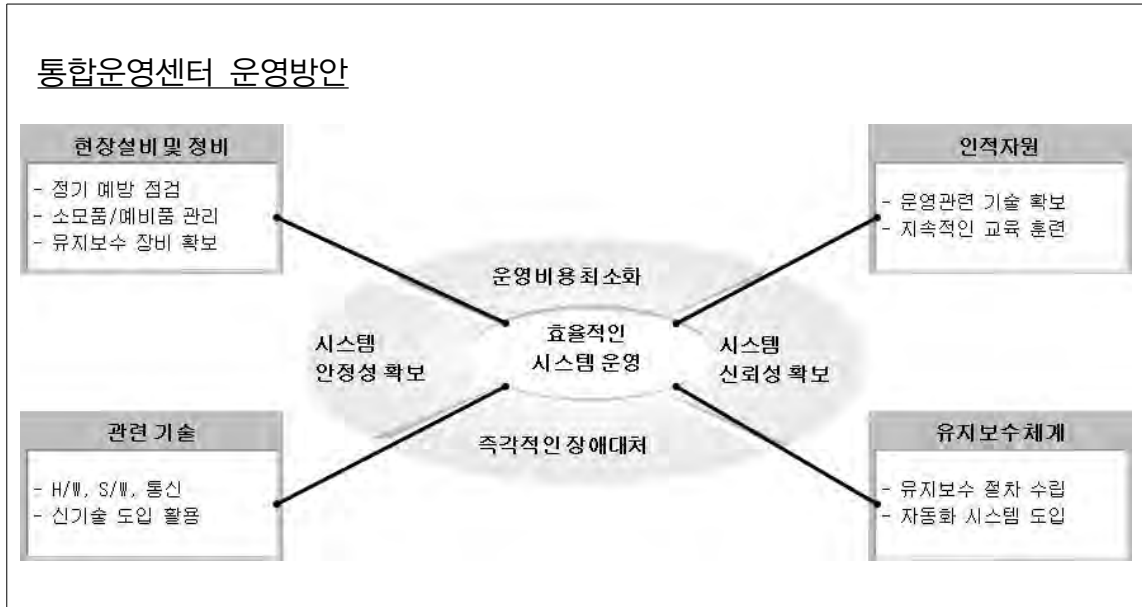 통합운영센터 운영방안
현장설비 및 정비
- 정기 예방 점검
- 소모품/예비품 관리
- 유지보수 장비 확보
인적자원
- 운영관련 기술 확보
- 지속적인 교육 훈련
운영비용최소화
시스템
안정성 확보
효율적인
시스템 운영
시스템
신뢰성 확보
즉각적인 장애대처
관련 기술
- H/W, S/W, 통신
- 신기술 도입 활용
유지보수체계
- 유지보수 절차 수립
- 자동화 시스템 도입